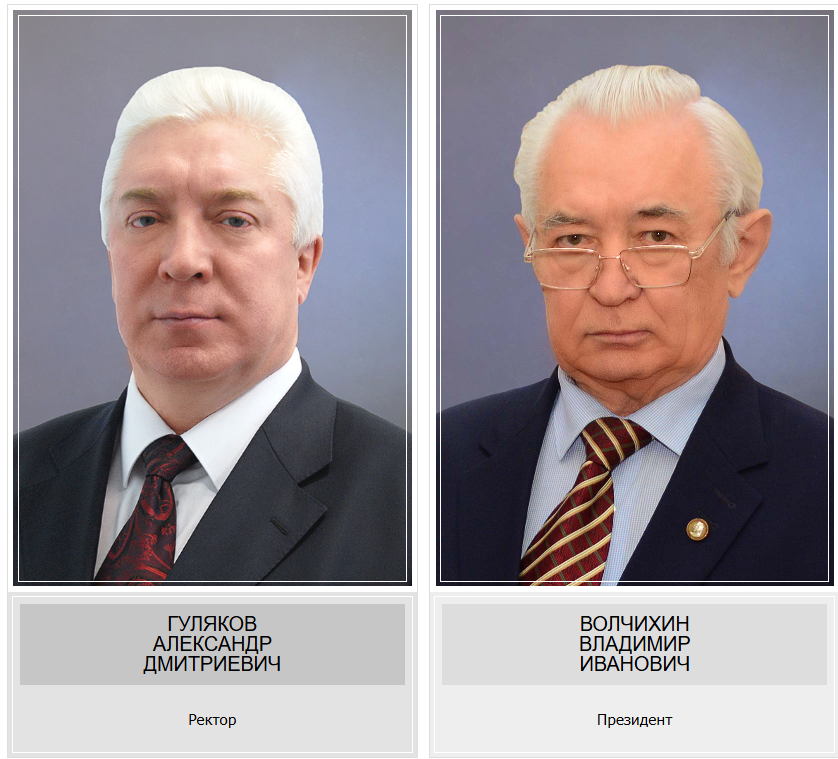 ГУЛЯКОВ
АЛЕКСАНДР
ДМИТРИЕВИЧ
Ректор
ВОЛЧИХИН
ВЛАДИМИР
ИВАНОВИЧ
Президент